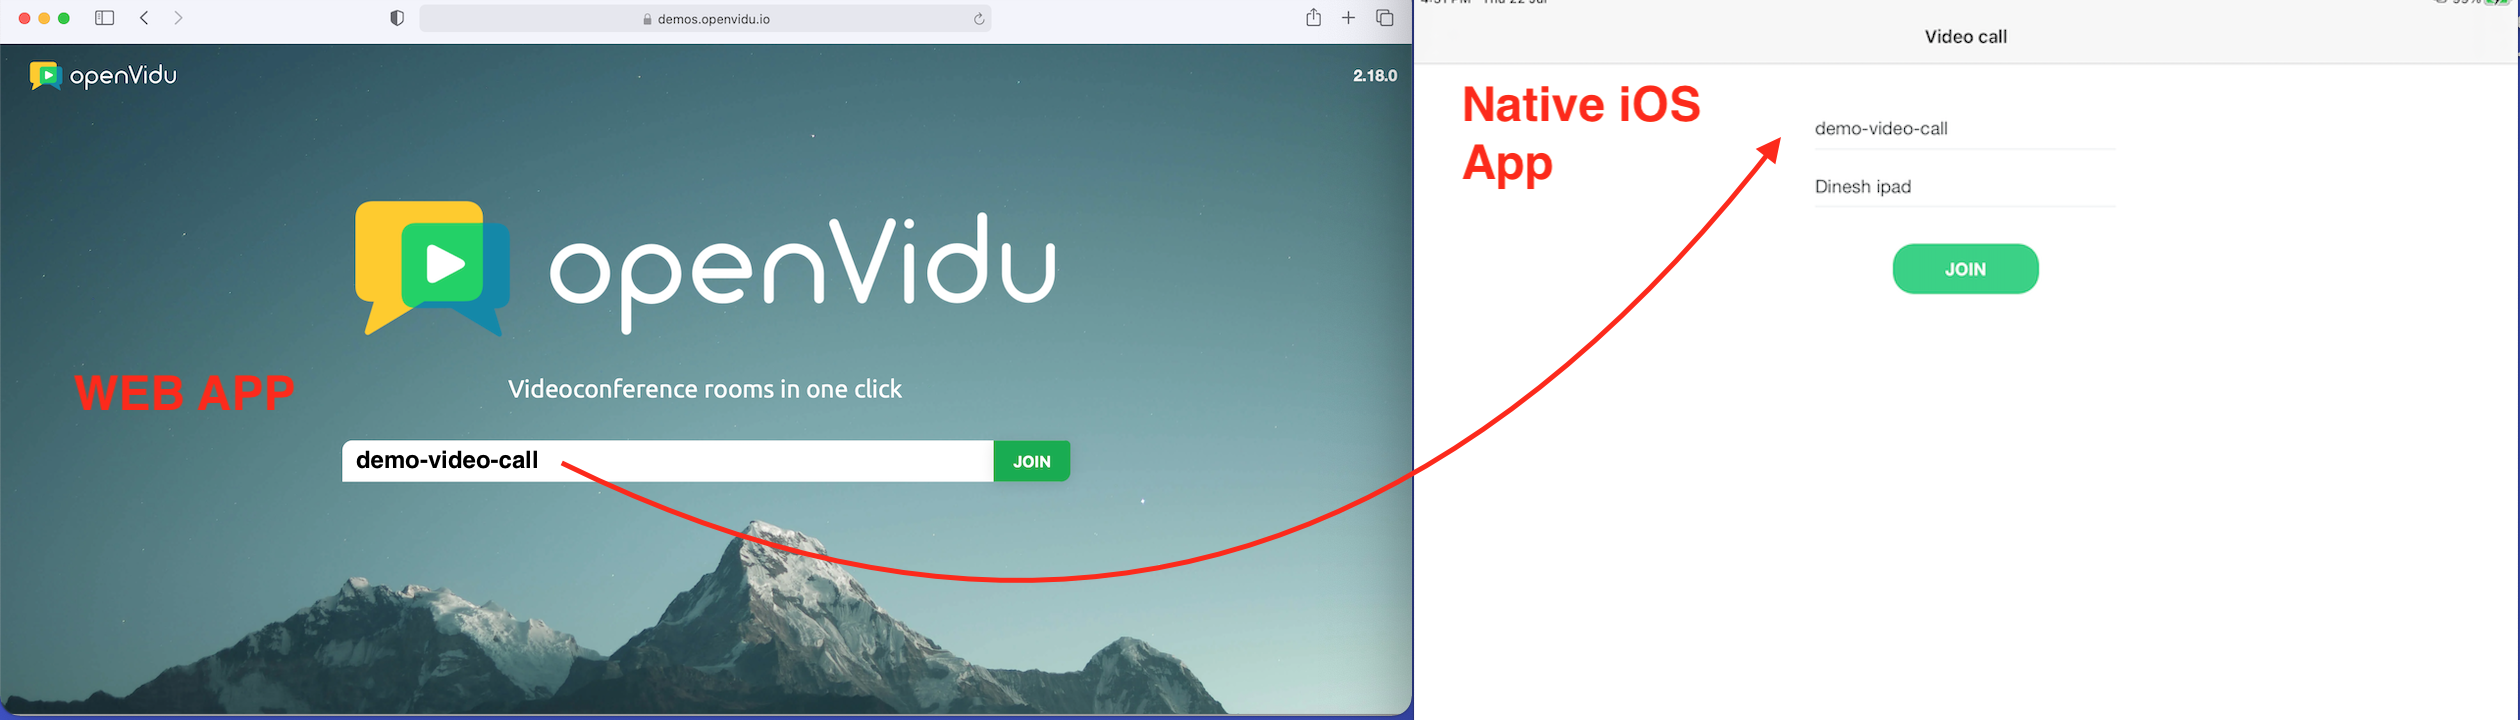 demos.openvidu.io
openVidu
2.18.0
openVidu
WEB APP
Videoconference rooms in one click
demo-video-call
JOIN
Video call
Native iOS
App
demo-video-call
Dinesh ipad
JOIN